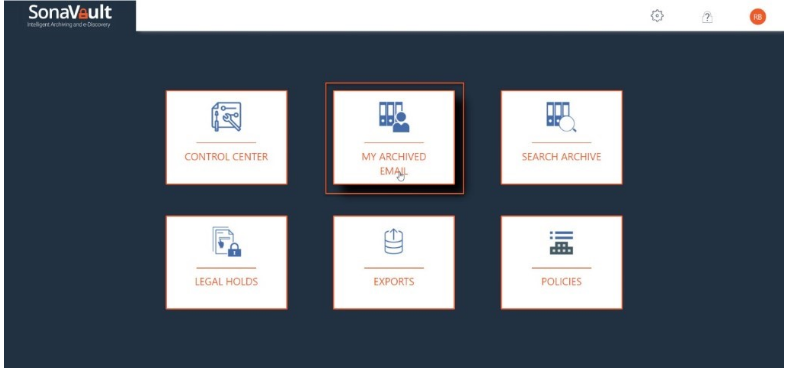 SonaVault
Intelligent Archiving and e-Discovery
?
RB
CONTROL CENTER
MY ARCHIVED
EMAIL
SEARCH ARCHIVE
LEGAL HOLDS
EXPORTS
POLICIES